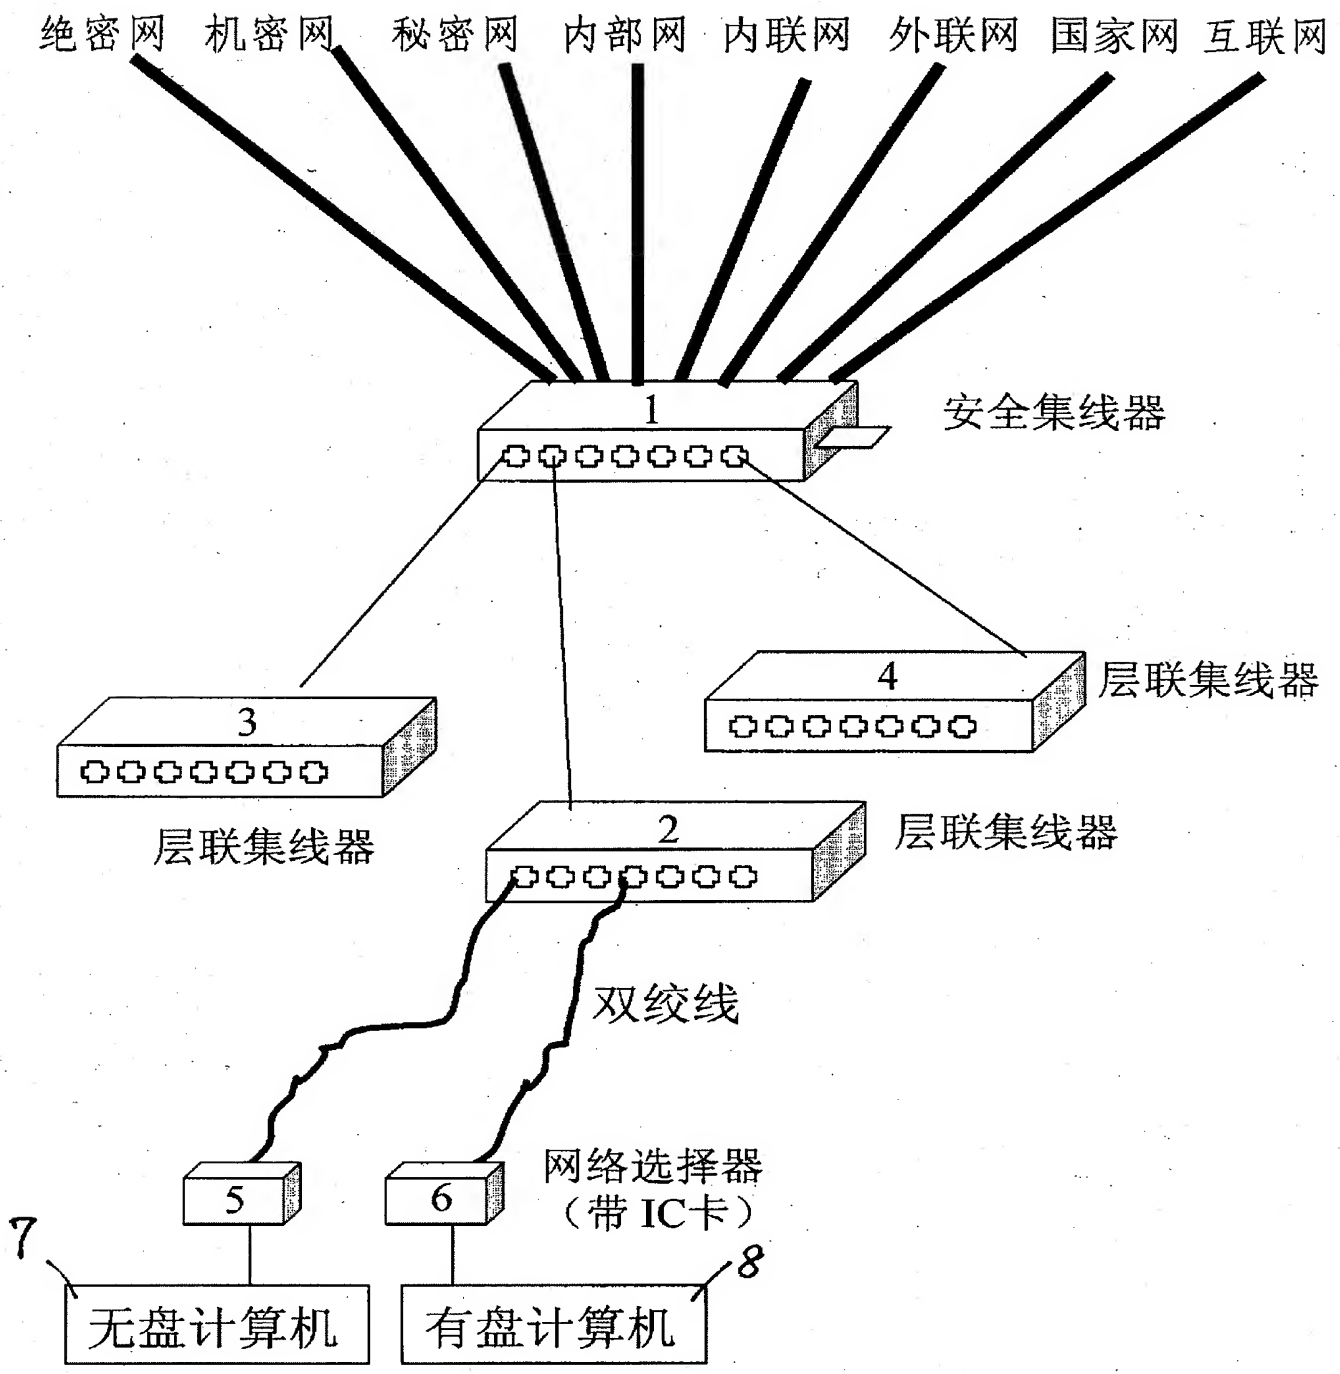 绝密网 机密网 秘密网 内部网 内联网 外联网 国家网 互联网
1
安全集线器
4
层联集线器
3
层联集线器
2
层联集线器
双绞线
5
6
网络选择器
（带 IC卡）
7
8
无盘计算机
有盘计算机